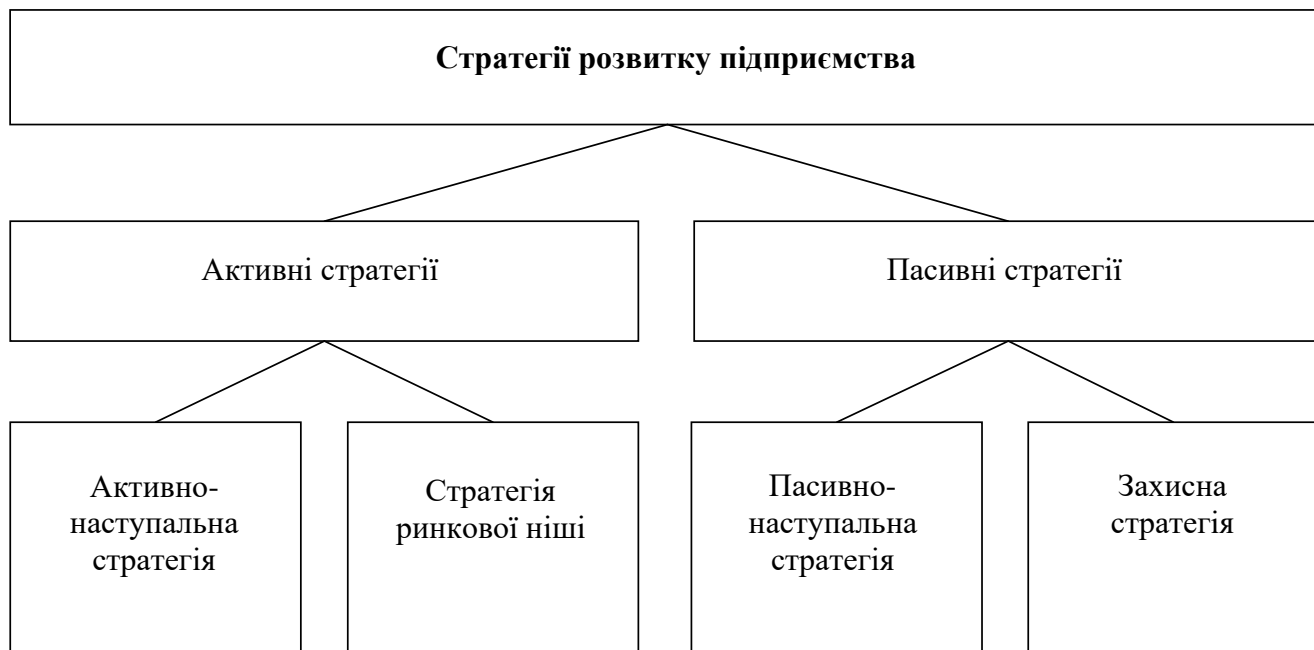 Стратегії розвитку підприємства
Активні стратегії
Пасивні стратегії
Активно-
наступальна
стратегія
Стратегія
ринкової ніші
Пасивно-
наступальна
стратегія
Захисна
стратегія